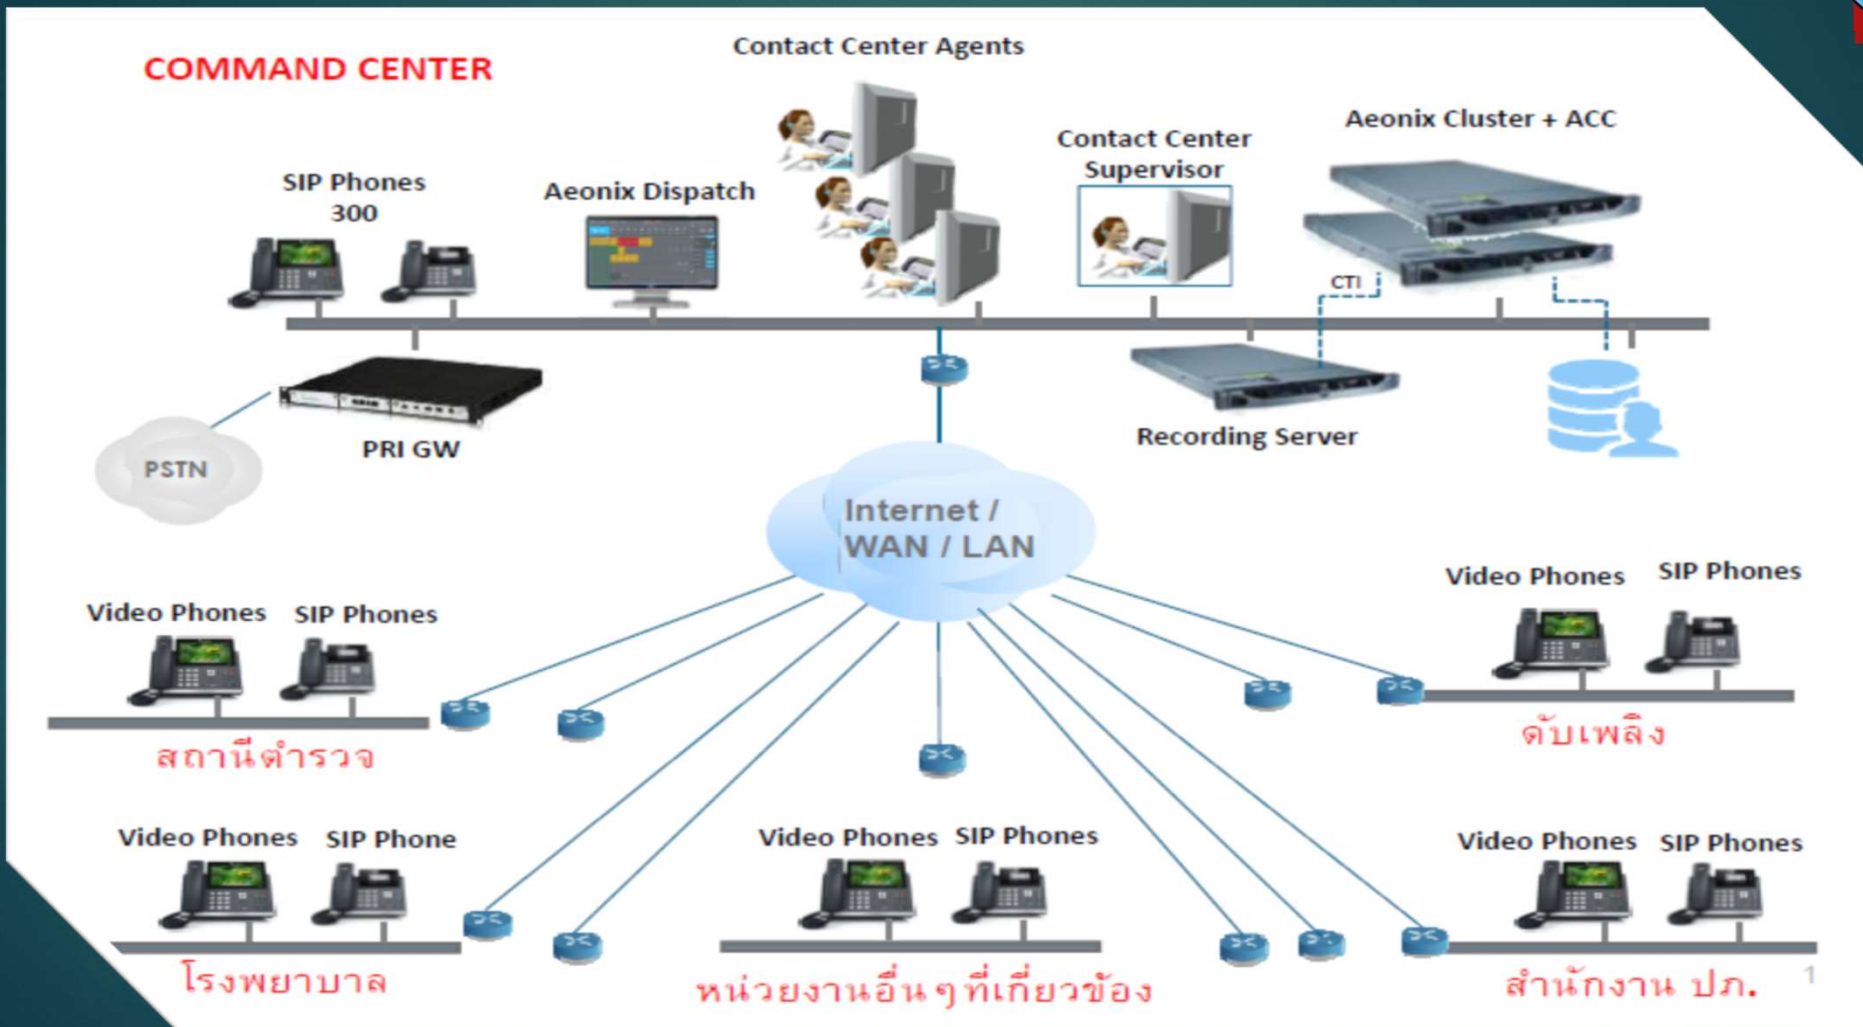 COMMAND CENTER
Contact Center Agents
Aeonix Cluster + ACC
Contact Center
Supervisor
SIP Phones
300
Aeonix Dispatch
CTI
PRI GW
Recording Server
PSTN
Internet /
WAN / LAN
Video Phones SIP Phones
สถานีตำรวจ
Video Phones SIP Phones
ดับเพลิง
Video Phones SIP Phone
โรงพยาบาล
Video Phones SIP Phones
หน่วยงานอื่นๆที่เกี่ยวข้อง
Video Phones SIP Phones
สำนักงาน ปภ.
1